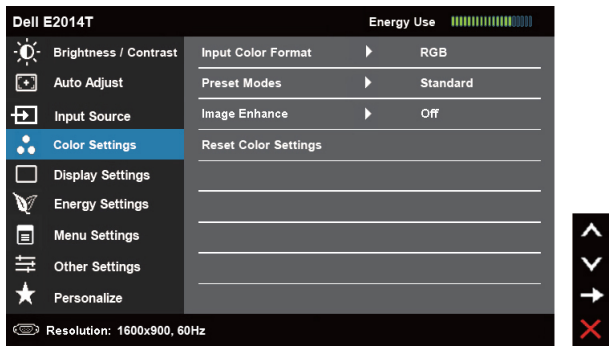 Dell E2014T Energy Use
Brightness / Contrast Input Color Format RGB
Auto Adjust Preset Modes Standard
Input Source Image Enhance Off
Color Settings Reset Color Settings
Display Settings
Energy Settings
Menu Settings
Other Settings
Personalize
Resolution: 1600x900, 60Hz